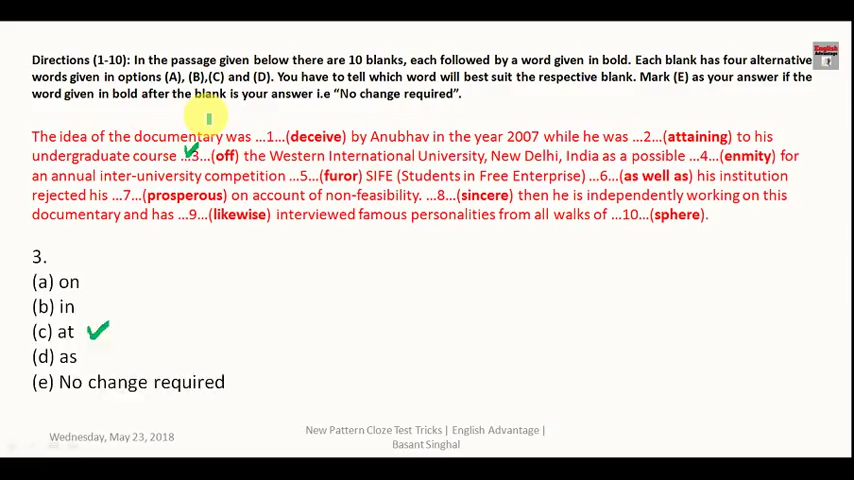 English
Advantage
Directions (1-10): In the passage given below there are 10 blanks, each followed by a word given in bold. Each blank has four alternative
words given in options (A), (B),(C) and (D). You have to tell which word will best suit the respective blank. Mark (E) as your answer if the
word given in bold after the blank is your answer i.e “No change required”.
The idea of the documentary was ...1...(deceive) by Anubhav in the year 2007 while he was ...2...(attaining) to his
undergraduate course ...3...(off) the Western International University, New Delhi, India as a possible ...4...(enmity) for
an annual inter-university competition ...5...(furor) SIFE (Students in Free Enterprise) ...6...(as well as) his institution
rejected his ...7...(prosperous) on account of non-feasibility. ...8...(sincere) then he is independently working on this
documentary and has ...9...(likewise) interviewed famous personalities from all walks of ...10...(sphere).
3.
(a) on
(b) in
(c) at
(d) as
(e) No change required
Wednesday, May 23, 2018
New Pattern Cloze Test Tricks | English Advantage |
Basant Singhal